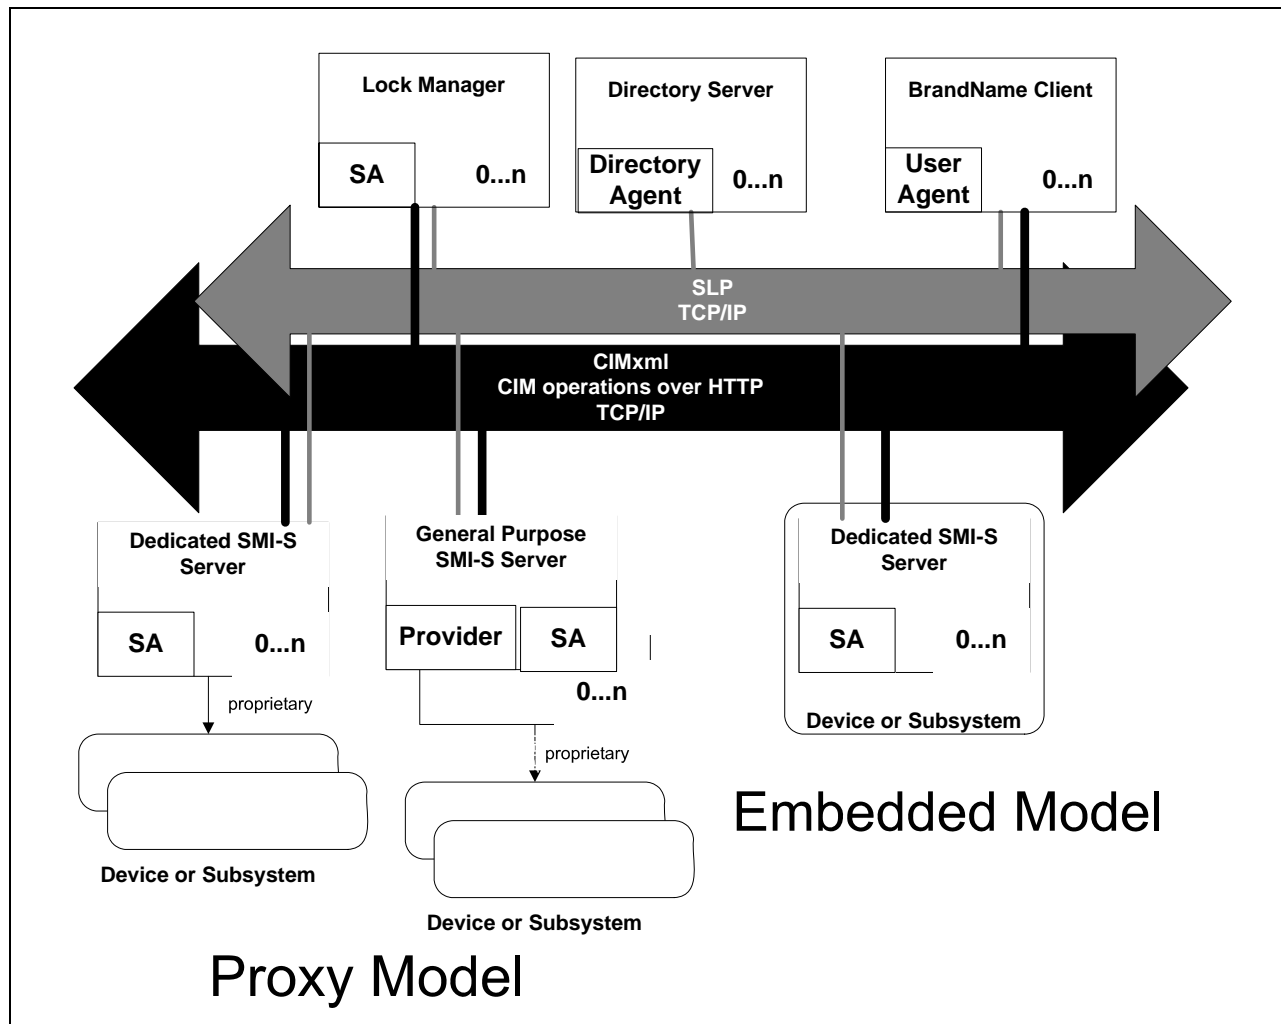 Lock Manager
SA
0...n
Directory Server
Directory
Agent
0...n
BrandName Client
User
Agent
0...n
SLP
TCP/IP
CIMxml
CIM operations over HTTP
TCP/IP
Dedicated SMI-S
Server
SA
0...n
proprietary
Device or Subsystem
General Purpose
SMI-S Server
Provider
SA
0...n
proprietary
Device or Subsystem
Proxy Model
Dedicated SMI-S
Server
SA
0...n
Device or Subsystem
Embedded Model